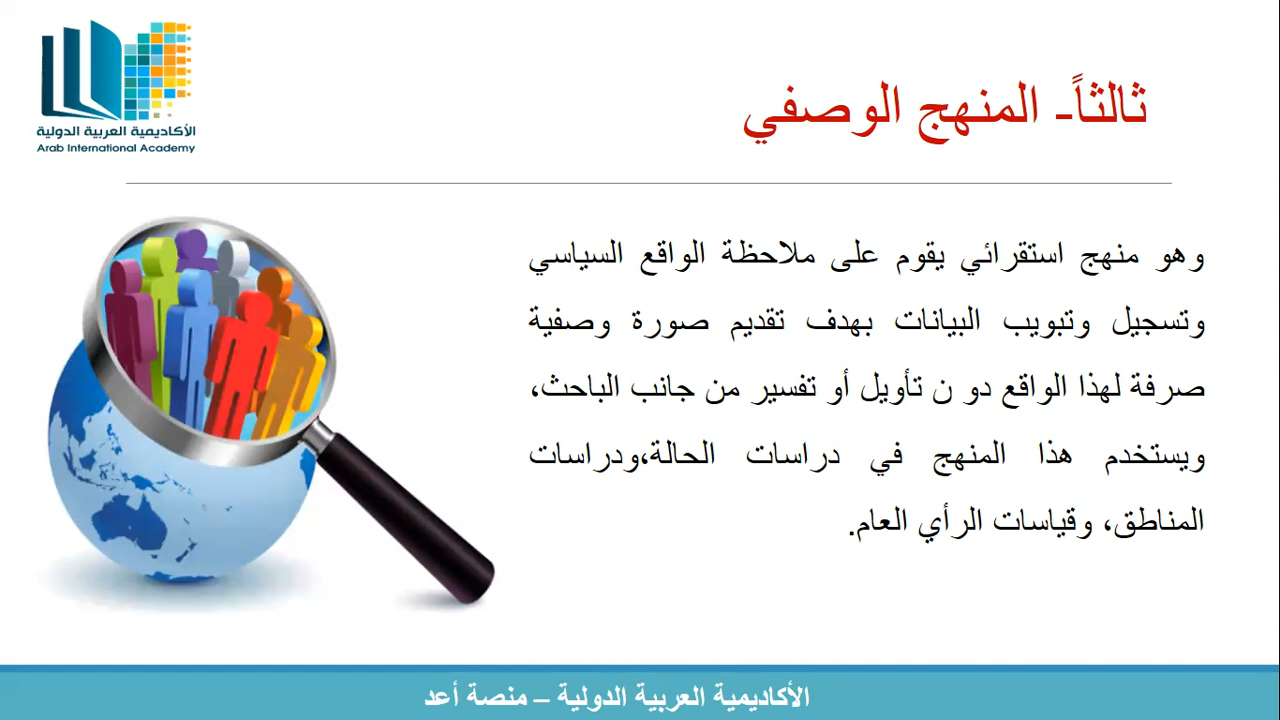 الأكاديمية العربية الدولية
Arab International Academy
ثالثاً- المنهج الوصفي
وهو منهج استقرائي يقوم على ملاحظة الواقع السياسي
وتسجيل وتبويب البيانات بهدف تقديم صورة وصفية
صرفة لهذا الواقع دو ن تأويل أو تفسير من جانب الباحث،
ويستخدم هذا المنهج في دراسات الحالة،ودراسات
المناطق، وقياسات الرأي العام.
الأكاديمية العربية الدولية – منصة أعد